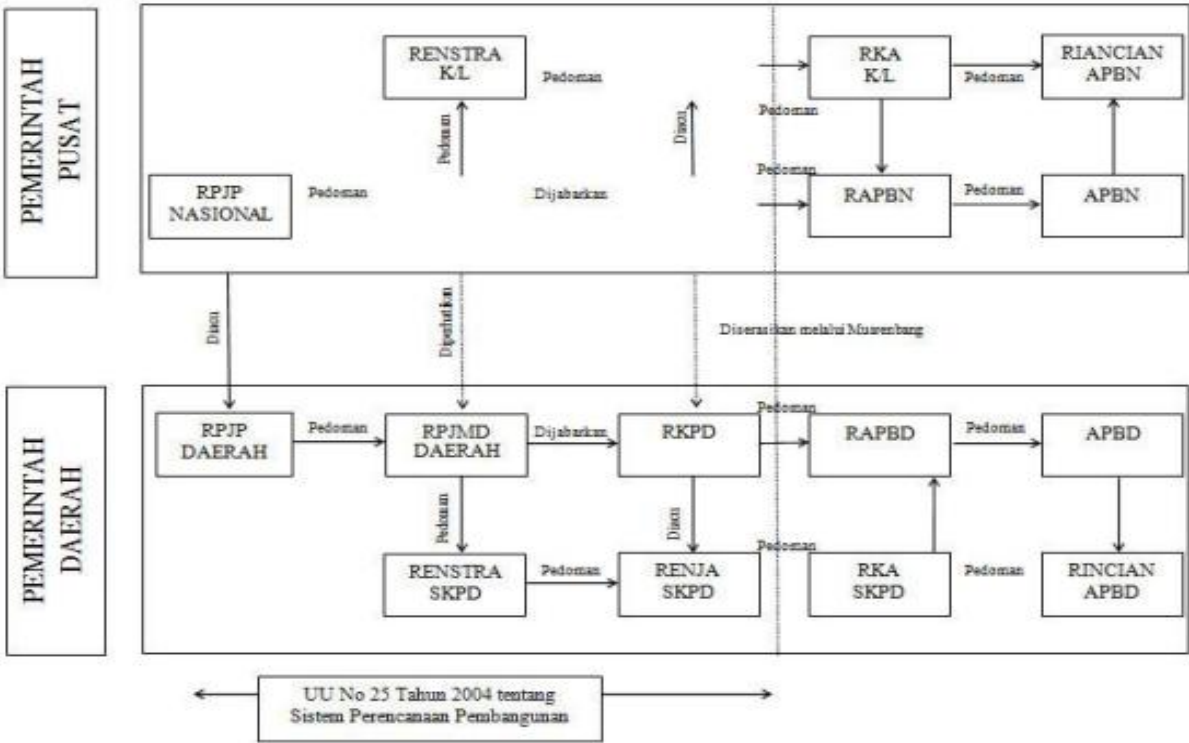 PEMERINTAH
PUSAT
RENSTRA
K/L
Pedoman
RKA
K/L
Pedoman
RIANCIAN
APBN
Pedoman
Pedoman
Diacu
RPJP
NASIONAL
Pedoman
Dijabarkan
Pedoman
RAPBN
Pedoman
APBN
Diacu
Diperhatikan
Diserasikan melalui Musrenbang
PEMERINTAH
DAERAH
RPJP
DAERAH
Pedoman
RPJMD
DAERAH
Dijabarkan
RKPD
Pedoman
RAPBD
Pedoman
APBD
Pedoman
Diacu
RENSTRA
SKPD
Pedoman
RENJA
SKPD
Pedoman
RKA
SKPD
Pedoman
RINCIAN
APBD
UU No 25 Tahun 2004 tentang
Sistem Perencanaan Pembangunan